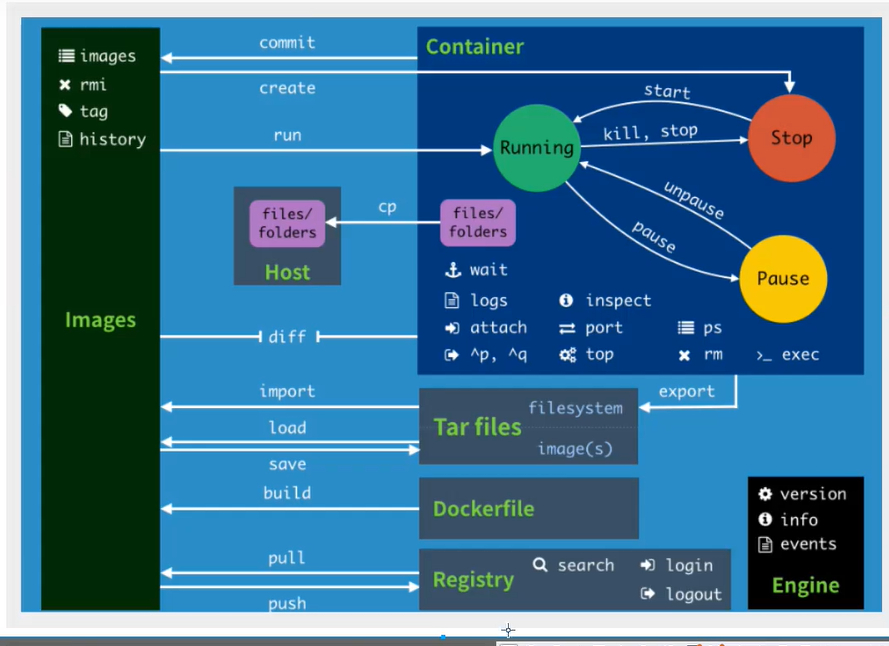 commit
Container
images
rmi
tag
history
create
start
run
Running
kill, stop
Stop
unpause
pause
Pause
files/
folders
Host
cp
files/
folders
wait
logs
inspect
attach
port
ps
^p, ^q
top
rm
>_ exec
Images
diff
import
export
filesystem
Tar files
load
image(s)
save
build
Dockerfile
version
info
events
Engine
pull
Registry
search
login
logout
push